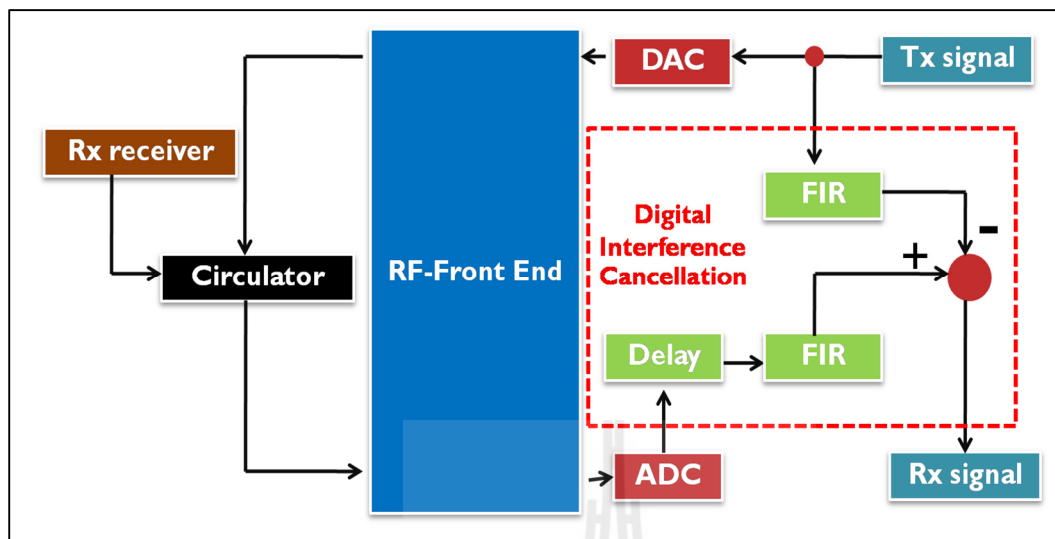 DAC
Tx signal
Rx receiver
FIR
Digital
Interference
Cancellation
-
+
Circulator
RF-Front End
Delay
FIR
ADC
Rx signal